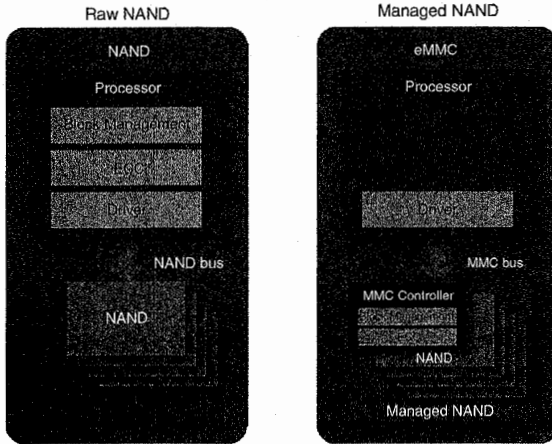 Raw NAND
NAND
Processor
Block Management
ECC
Driver
NAND bus
NAND
Managed NAND
eMMC
Processor
Driver
MMC bus
MMC Controller
NAND
Managed NAND